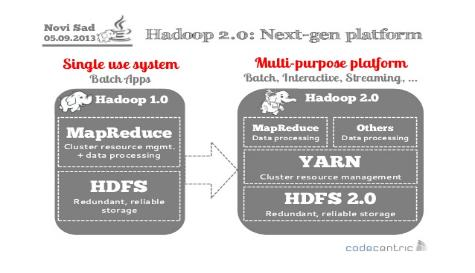 Novi Sad
05.09.2013
Hadoop 2.0: Next-gen platform
Single use system
Batch Apps
Hadoop 1.0
MapReduce
Cluster resource mgmt.
+ data processing
HDFS
Redundant, reliable
storage
Multi-purpose platform
Batch, Interactive, Streaming, ...
Hadoop 2.0
MapReduce
Data processing
Others
Data processing
YARN
Cluster resource management
HDFS 2.0
Redundant, reliable storage
codecentric